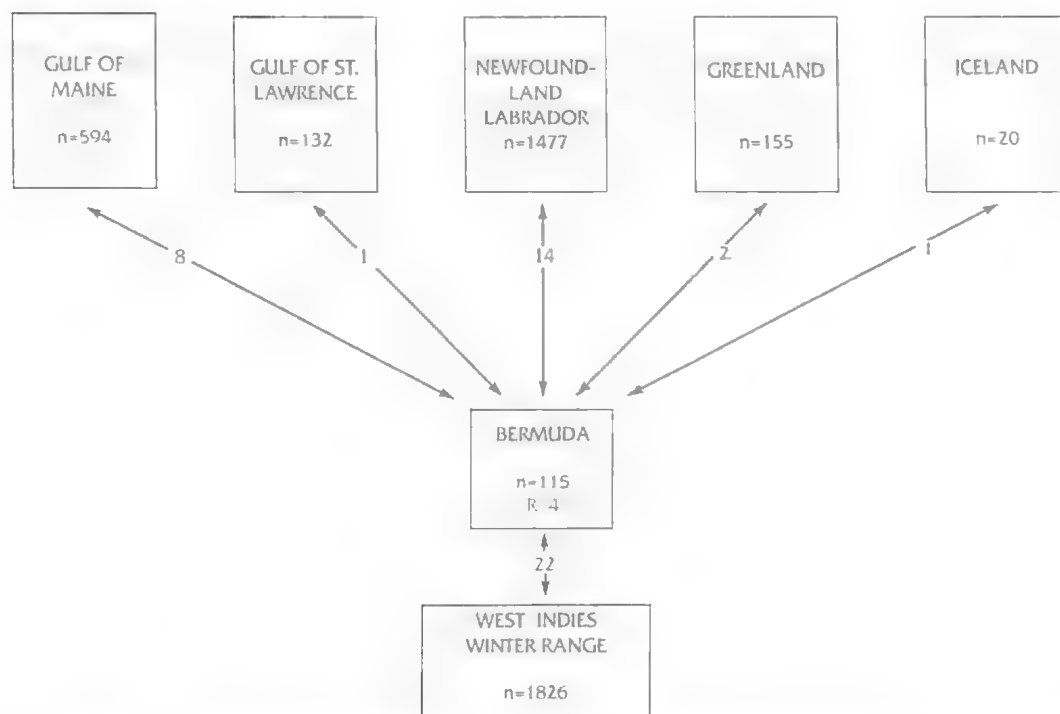 GULF OF
MAINE
n=594
GULF OF ST.
LAWRENCE
n=132
NEWFOUND-
LAND
LABRADOR
n=1477
GREENLAND
n=155
ICELAND
n=20
8
1
14
2
1
BERMUDA
n=115
R 4
22
WEST INDIES
WINTER RANGE
n=1826